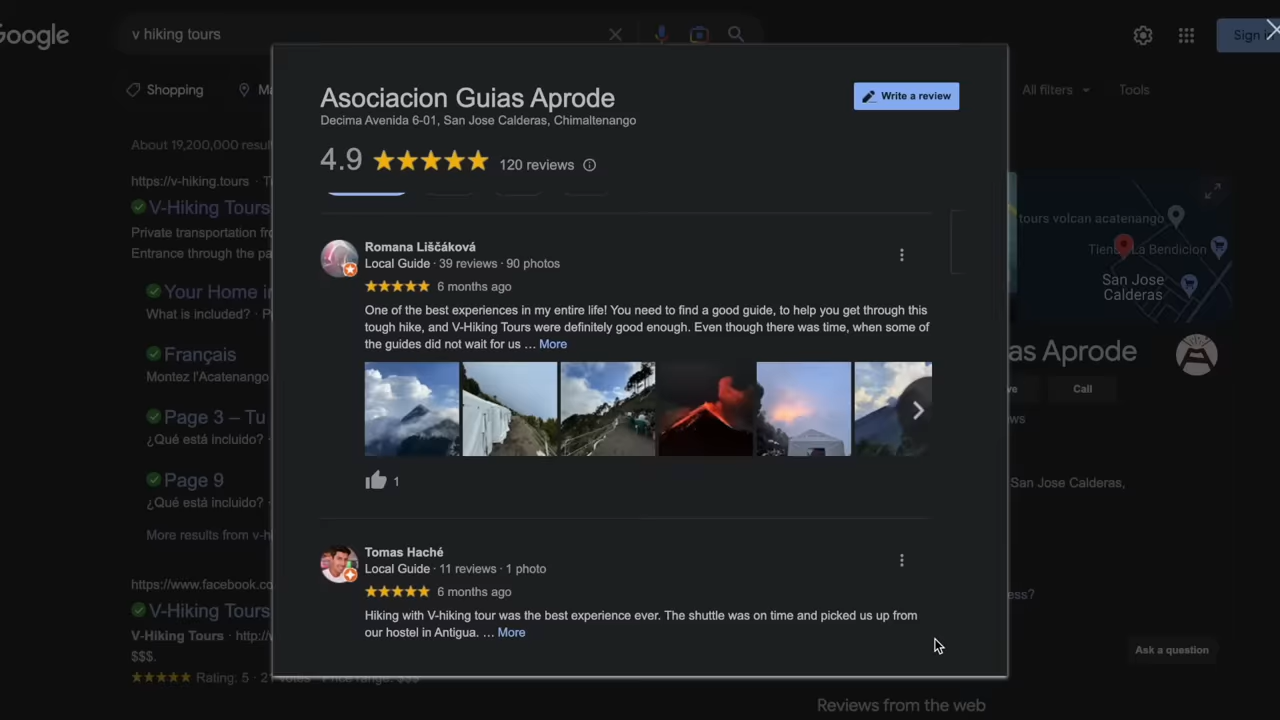 Google
v hiking tours
Sign
Shopping
All filters
Tools
About 19,200,000
https://v-hiking.tours
V-Hiking Tours
Private transportation
Entrance through the
Your Home
What is included? ·
Français
Montez l'Acatenango
Page 3 – Tu
¿Qué está incluido? ·
Page 9
¿Qué está incluido? ·
More results from
https://www.facebook.co
V-Hiking Tours
V-Hiking Tours ·
$$$.
★★★★★ Rating: 5 ·
Asociacion Guias Aprode
Write a review
Decima Avenida 6-01, San Jose Calderas, Chimaltenango
4.9 ★★★★★ 120 reviews
Romana Liščáková
Local Guide · 39 reviews · 90 photos
★★★★★ 6 months ago
One of the best experiences in my entire life! You need to find a good guide, to help you get through this
tough hike, and V-Hiking Tours were definitely good enough. Even though there was time, when some of
the guides did not wait for us … More
1
Tomas Haché
Local Guide · 11 reviews · 1 photo
★★★★★ 6 months ago
Hiking with V-hiking tour was the best experience ever. The shuttle was on time and picked us up from
our hostel in Antigua. … More
tours volcan acatenango
La Bendicion
San Jose
Calderas
Aprode
Call
San Jose Calderas,
Ask a question
Reviews from the web